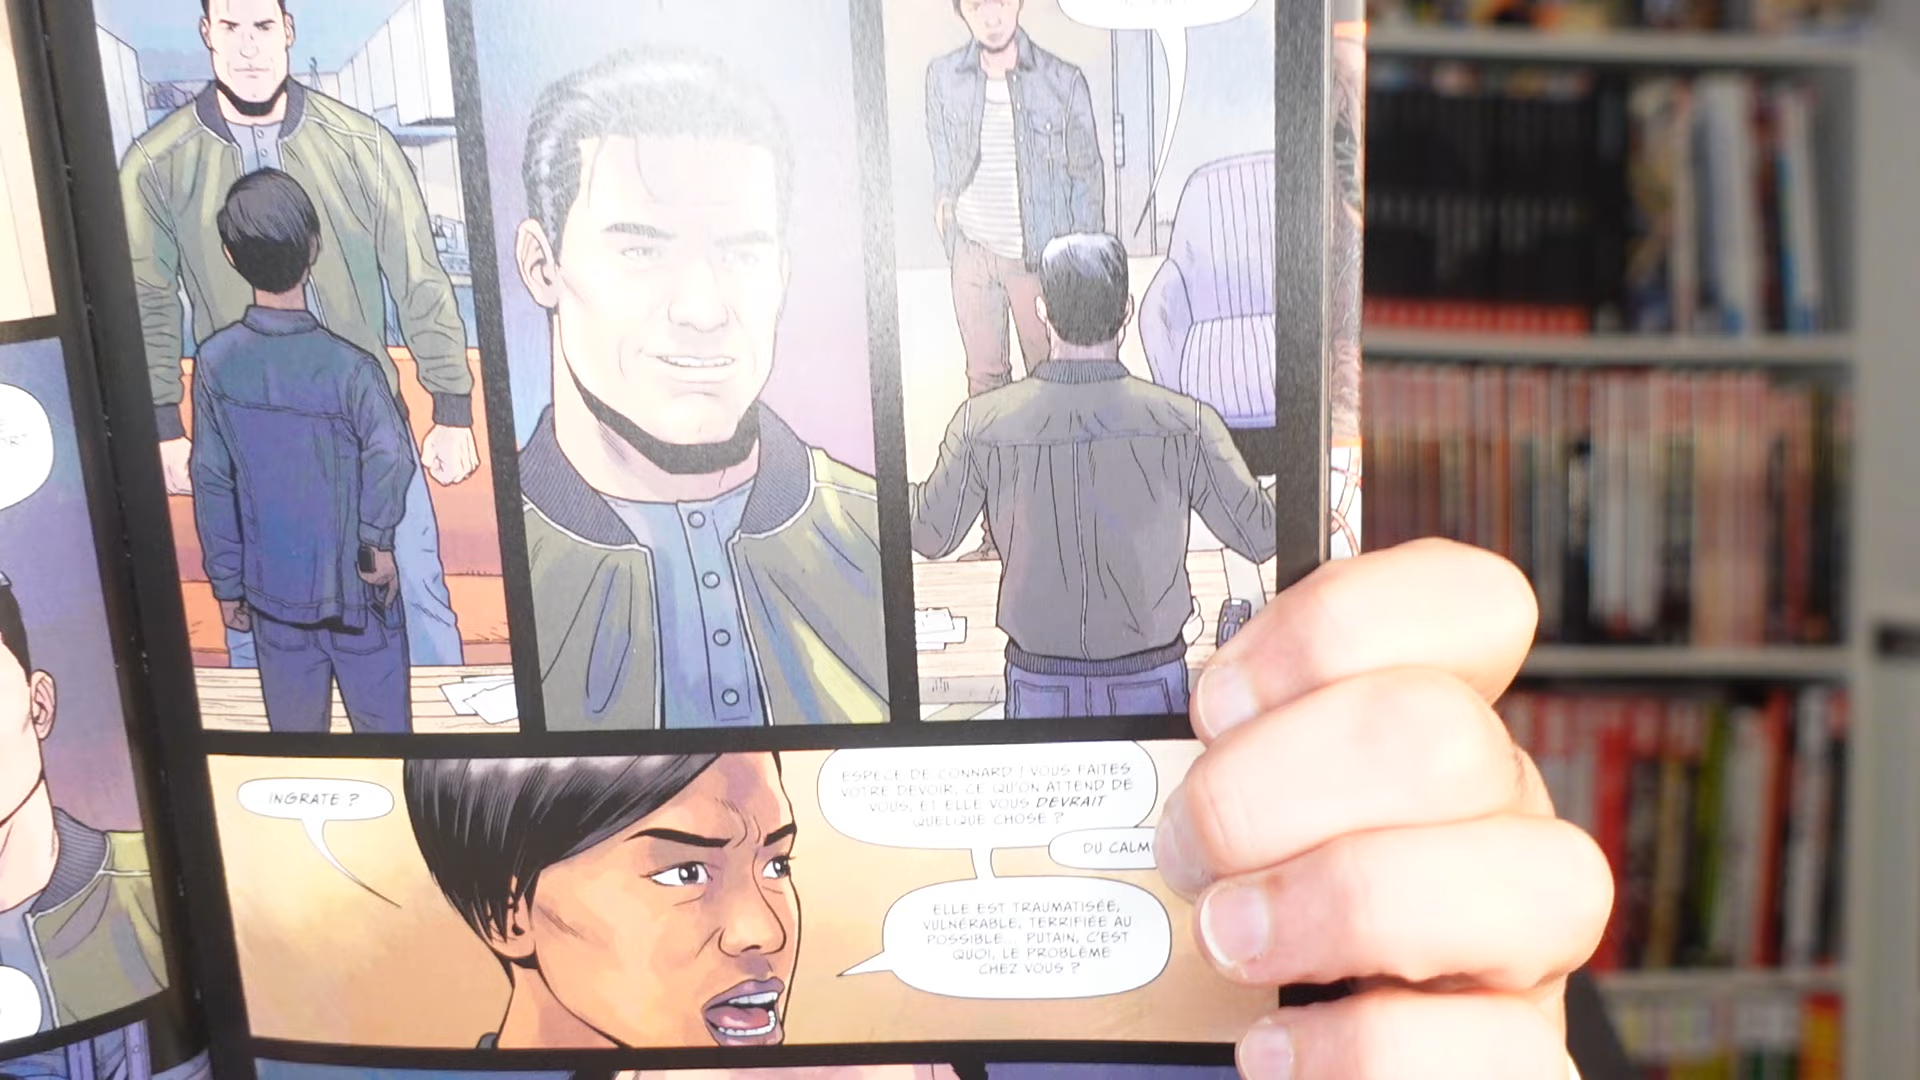 INGRATE ?
ESPÈCE DE CONNARD ! VOUS FAITES
VOTRE DEVOIR, CE QU'ON ATTEND DE
VOUS, ET ELLE VOUS DEVRAIT
QUELQUE CHOSE ?
DU CALM
ELLE EST TRAUMATISÉE,
VULNÉRABLE, TERRIFIÉE AU
POSSIBLE... PUTAIN, C'EST
QUOI, LE PROBLÈME
CHEZ VOUS ?